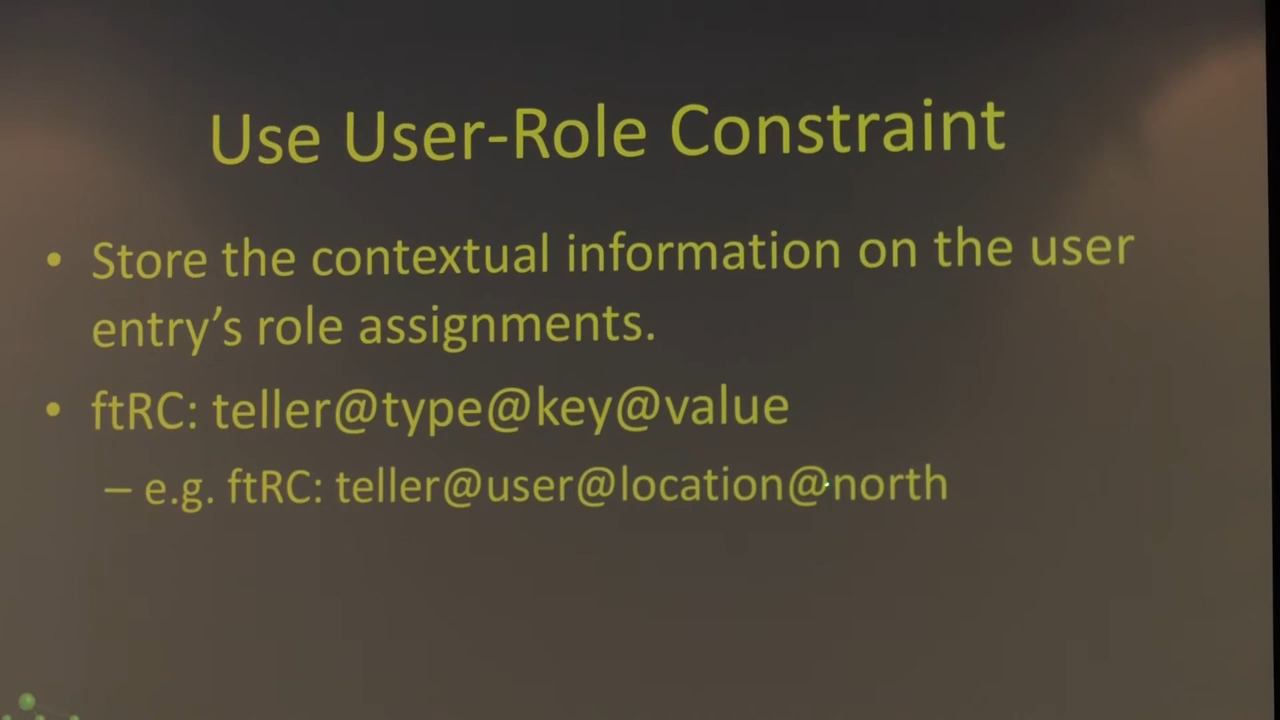 Use User-Role Constraint
• Store the contextual information on the user
entry’s role assignments.
• ftRC: teller@type@key@value
– e.g. ftRC: teller@user@location@north